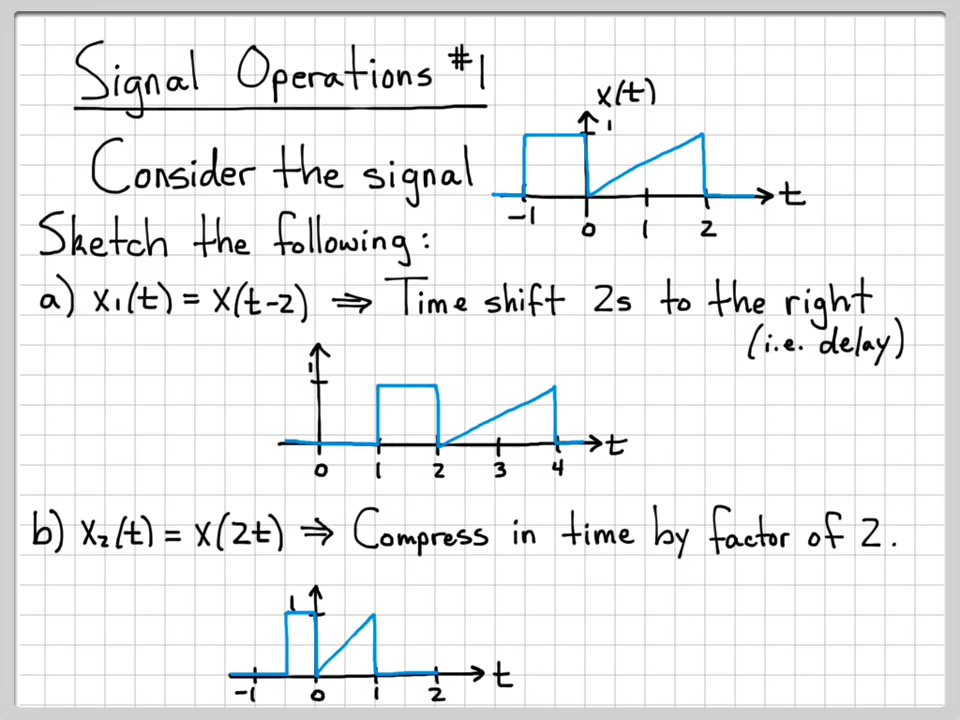 Signal Operations #1
x(t)
1
Consider the signal
t
-1 0 1 2
Sketch the following:
a) x₁(t) = x(t-2) ⇒ Time shift 2s to the right
(i.e. delay)
1
t
0 1 2 3 4
b) x₂(t) = x(2t) ⇒ Compress in time by factor of 2.
1
t
-1 0 1 2